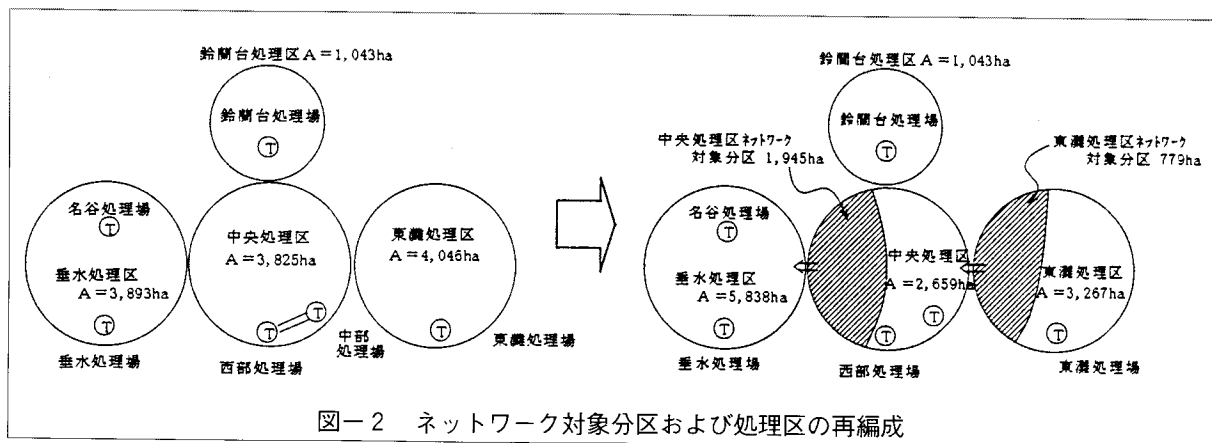 鈴蘭台処理区A=1,043ha
鈴蘭台処理場
T
名谷処理場
T
垂水処理区
A=3,893ha
T
垂水処理場
中央処理区
A=3,825ha
T
T
中部
処理場
西部処理場
東灘処理区
A=4,046ha
T
東灘処理場
鈴蘭台処理区A=1,043ha
鈴蘭台処理場
T
中央処理区ネットワーク
対象分区 1,945ha
東灘処理区ネットワーク
対象分区 779ha
名谷処理場
T
垂水処理区
A=5,838ha
T
垂水処理場
中央処理区
A=2,659ha
T
T
西部処理場
東灘処理区
A=3,267ha
T
東灘処理場
図-2 ネットワーク対象分区および処理区の再編成